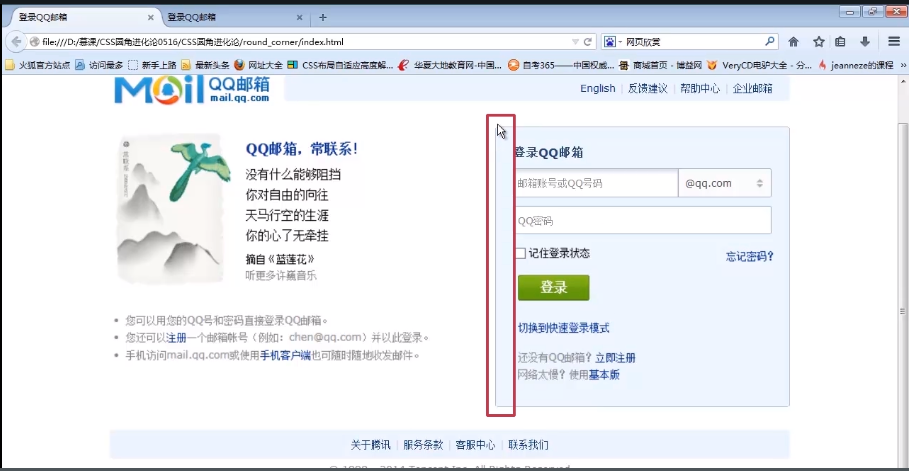 登录QQ邮箱 登录QQ邮箱
file:///D:/慕课/CSS圆角进化论0516/CSS圆角进化论/round_corner/index.html 网页欣赏
火狐官方站点 访问最多 新手上路 最新头条 网址大全 CSS布局自适应高度解... 华夏大地教育网-中国... 自考365——中国权威... 商城首页 - 博益网 VeryCD电驴大全 - 分... jeanneze的课程
Mail QQ邮箱
mail.qq.com
English 反馈建议 帮助中心 企业邮箱
QQ邮箱，常联系！
没有什么能够阻挡
你对自由的向往
天马行空的生涯
你的心了无牵挂
摘自《蓝莲花》
听更多许巍音乐
您可以用您的QQ号和密码直接登录QQ邮箱。
您还可以注册一个邮箱帐号（例如：chen@qq.com）并以此登录。
手机访问mail.qq.com或使用手机客户端也可随时随地收发邮件。
登录QQ邮箱
邮箱账号或QQ号码 @qq.com
QQ密码
记住登录状态 忘记密码？
登录
切换到快速登录模式
还没有QQ邮箱？立即注册
网络太慢？使用基本版
关于腾讯 服务条款 客服中心 联系我们